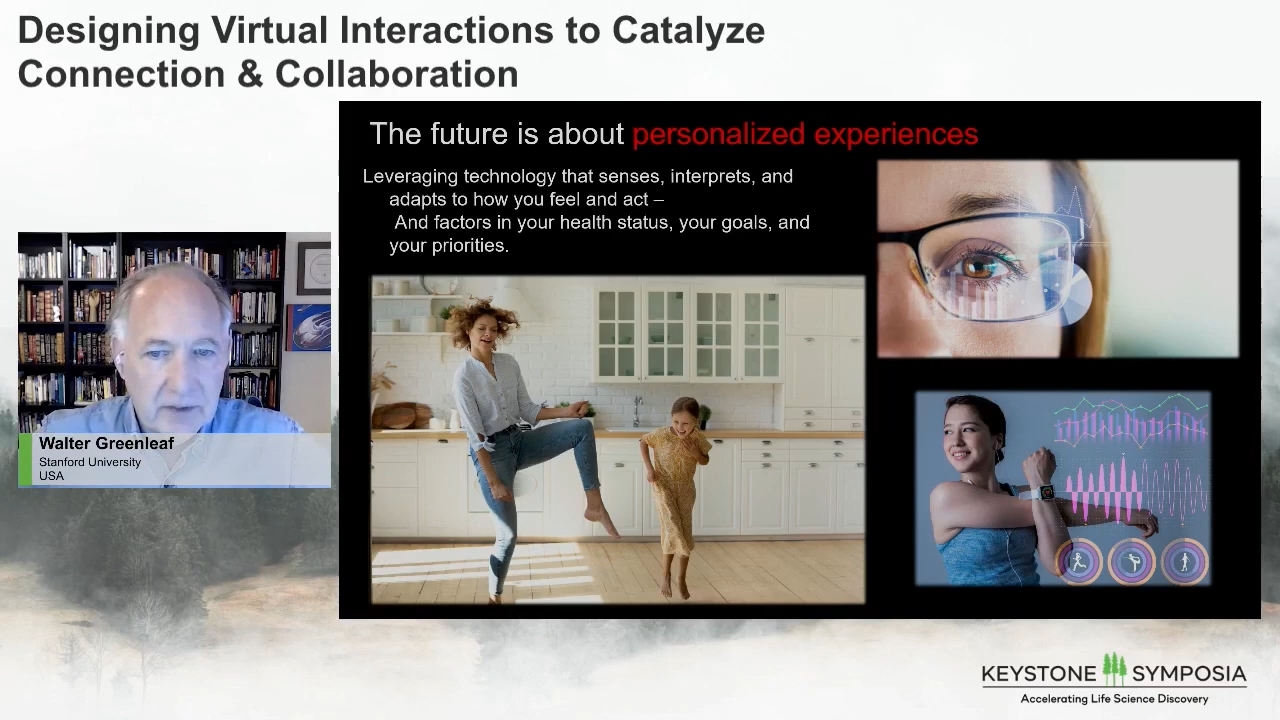 Designing Virtual Interactions to Catalyze
Connection & Collaboration
The future is about personalized experiences
Leveraging technology that senses, interprets, and
adapts to how you feel and act –
And factors in your health status, your goals, and
your priorities.
Walter Greenleaf
Stanford University
USA
KEYSTONE SYMPOSIA
Accelerating Life Science Discovery